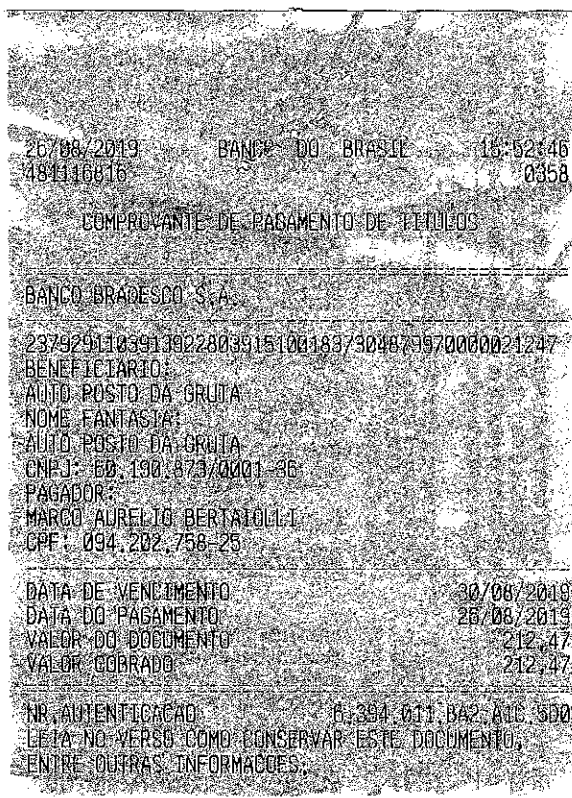 26/08/2019 BANCO DO BRASIL 15:52:46
481116816 0358
COMPROVANTE DE PAGAMENTO DE TITULOS
BANCO BRADESCO S.A.
BENEFICIARIO:
AUTO POSTO DA GRUTA
NOME FANTASIA:
AUTO POSTO DA GRUTA
CNPJ: 60.190.873/0001-36
PAGADOR:
MARCO AURELIO BERTAIOLLI
CPF: 094.202.758-25
DATA DE VENCIMENTO 30/08/2019
DATA DO PAGAMENTO 26/08/2019
VALOR DO DOCUMENTO 212,47
VALOR COBRADO 212,47
NR.AUTENTICACAO 6.394.011.BA2.A1C.5D0
LEIA NO VERSO COMO CONSERVAR ESTE DOCUMENTO,
ENTRE OUTRAS INFORMACOES.